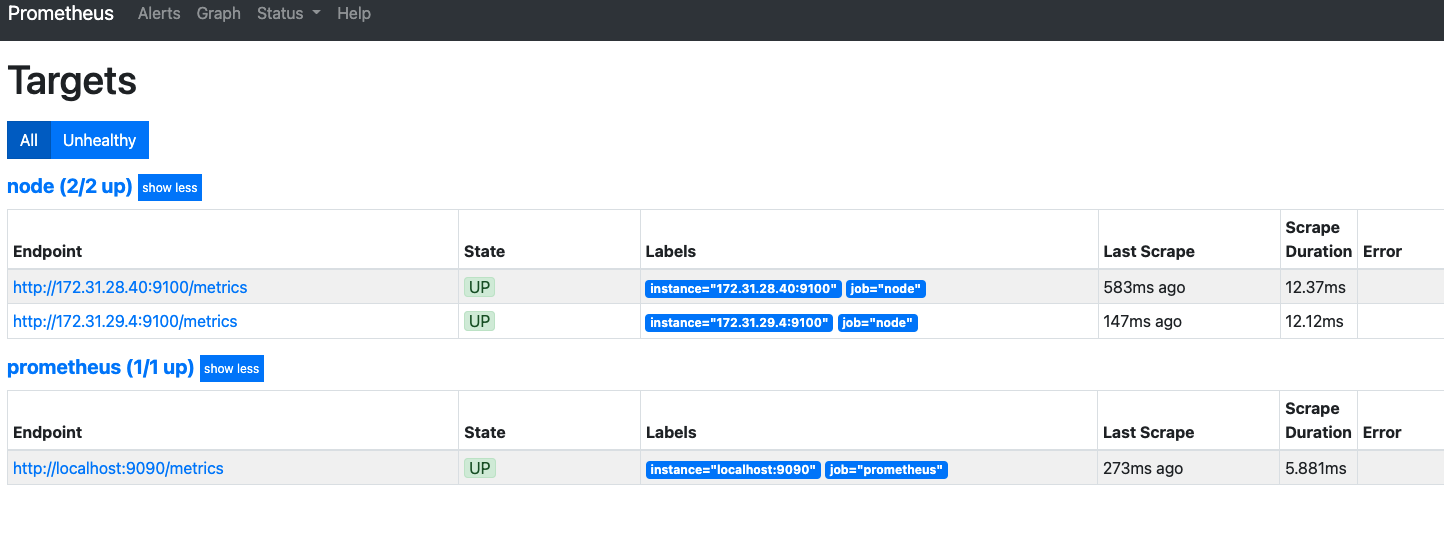 Prometheus Alerts Graph Status Help
Targets
All Unhealthy
node (2/2 up) show less
Endpoint State Labels Last Scrape Scrape Duration Error
http://172.31.28.40:9100/metrics UP instance="172.31.28.40:9100" job="node" 583ms ago 12.37ms
http://172.31.29.4:9100/metrics UP instance="172.31.29.4:9100" job="node" 147ms ago 12.12ms
prometheus (1/1 up) show less
Endpoint State Labels Last Scrape Scrape Duration Error
http://localhost:9090/metrics UP instance="localhost:9090" job="prometheus" 273ms ago 5.881ms